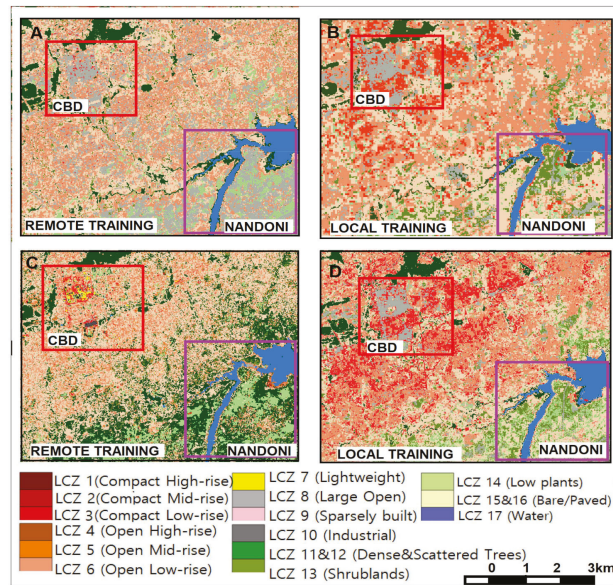 A
B
CBD
CBD
REMOTE TRAINING
NANDONI
LOCAL TRAINING
NANDONI
C
D
CBD
CBD
REMOTE TRAINING
NANDONI
LOCAL TRAINING
NANDONI
LCZ 1(Compact High-rise)
LCZ 2(Compact Mid-rise)
LCZ 3(Compact Low-rise)
LCZ 4 (Open High-rise)
LCZ 5 (Open Mid-rise)
LCZ 6 (Open Low-rise)
LCZ 7 (Lightweight)
LCZ 8 (Large Open)
LCZ 9 (Sparsely built)
LCZ 10 (Industrial)
LCZ 11&12 (Dense&Scattered Trees)
LCZ 13 (Shrublands)
LCZ 14 (Low plants)
LCZ 15&16 (Bare/Paved)
LCZ 17 (Water)
0 1 2 3km